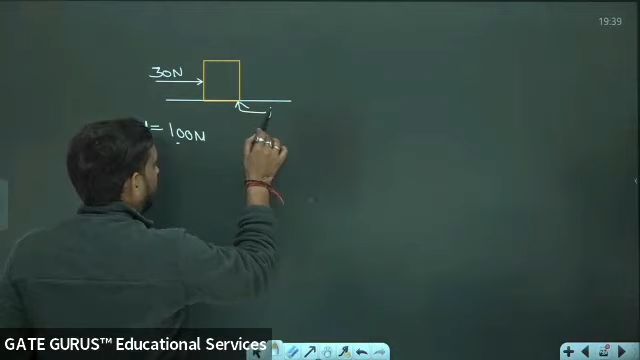 19:39
30N
= 100N
GATE GURUS™ Educational Services